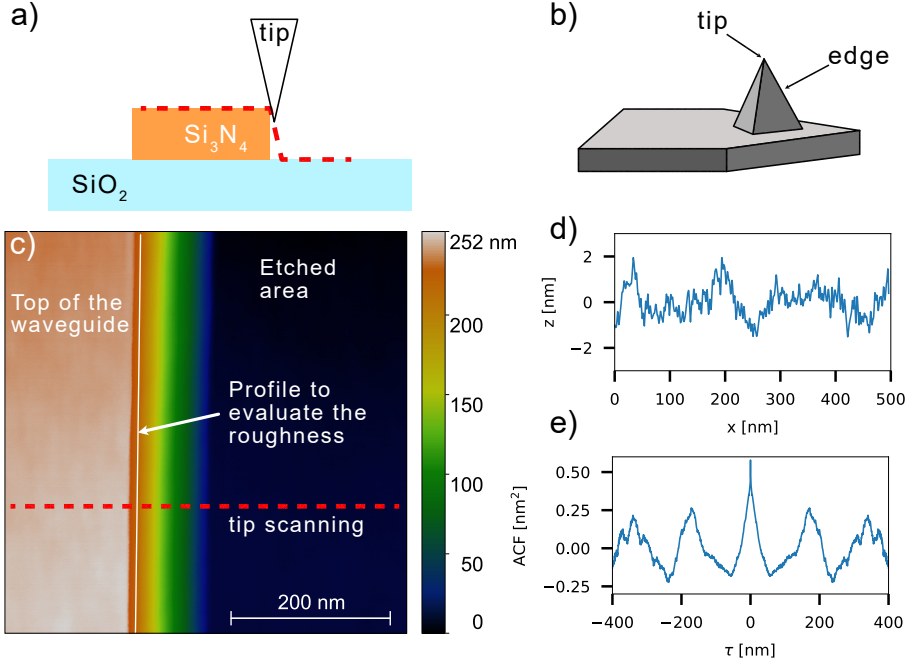 a)
tip
Si₃N₄
SiO₂
b)
tip
edge
c)
Top of the
waveguide
Etched
area
Profile to
evaluate the
roughness
tip scanning
200 nm
252 nm
200
150
100
50
0
d)
z [nm]
2
0
−2
0 100 200 300 400 500
x [nm]
e)
ACF [nm²]
0.50
0.25
0.00
−0.25
−400 −200 0 200 400
τ [nm]